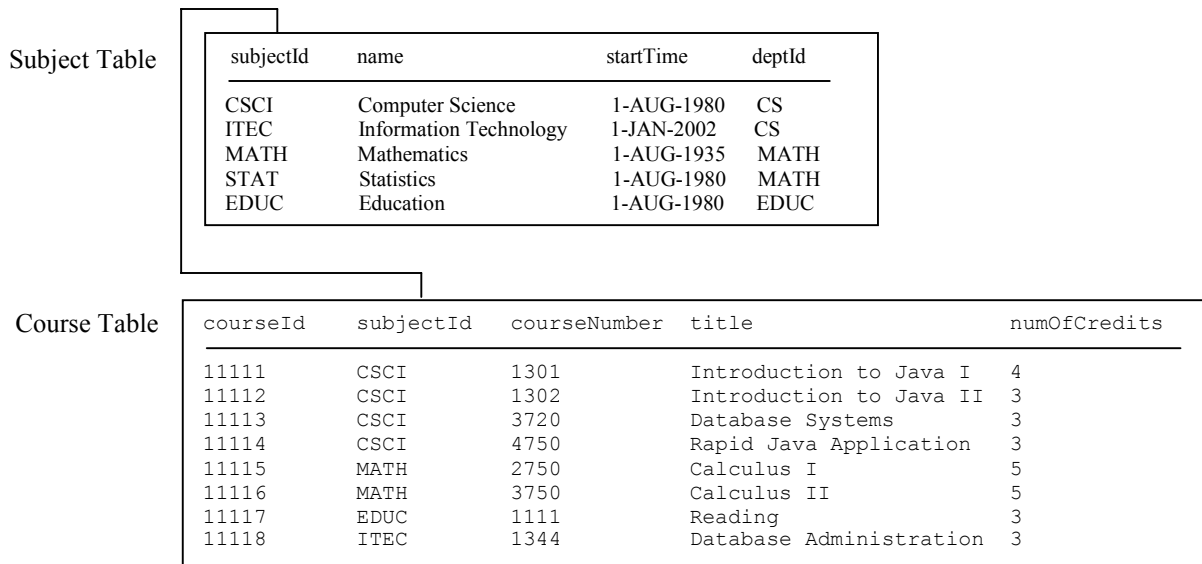 Subject Table
subjectId name startTime deptId
CSCI Computer Science 1-AUG-1980 CS
ITEC Information Technology 1-JAN-2002 CS
MATH Mathematics 1-AUG-1935 MATH
STAT Statistics 1-AUG-1980 MATH
EDUC Education 1-AUG-1980 EDUC
Course Table
courseId subjectId courseNumber title numOfCredits
11111 CSCI 1301 Introduction to Java I 4
11112 CSCI 1302 Introduction to Java II 3
11113 CSCI 3720 Database Systems 3
11114 CSCI 4750 Rapid Java Application 3
11115 MATH 2750 Calculus I 5
11116 MATH 3750 Calculus II 5
11117 EDUC 1111 Reading 3
11118 ITEC 1344 Database Administration 3